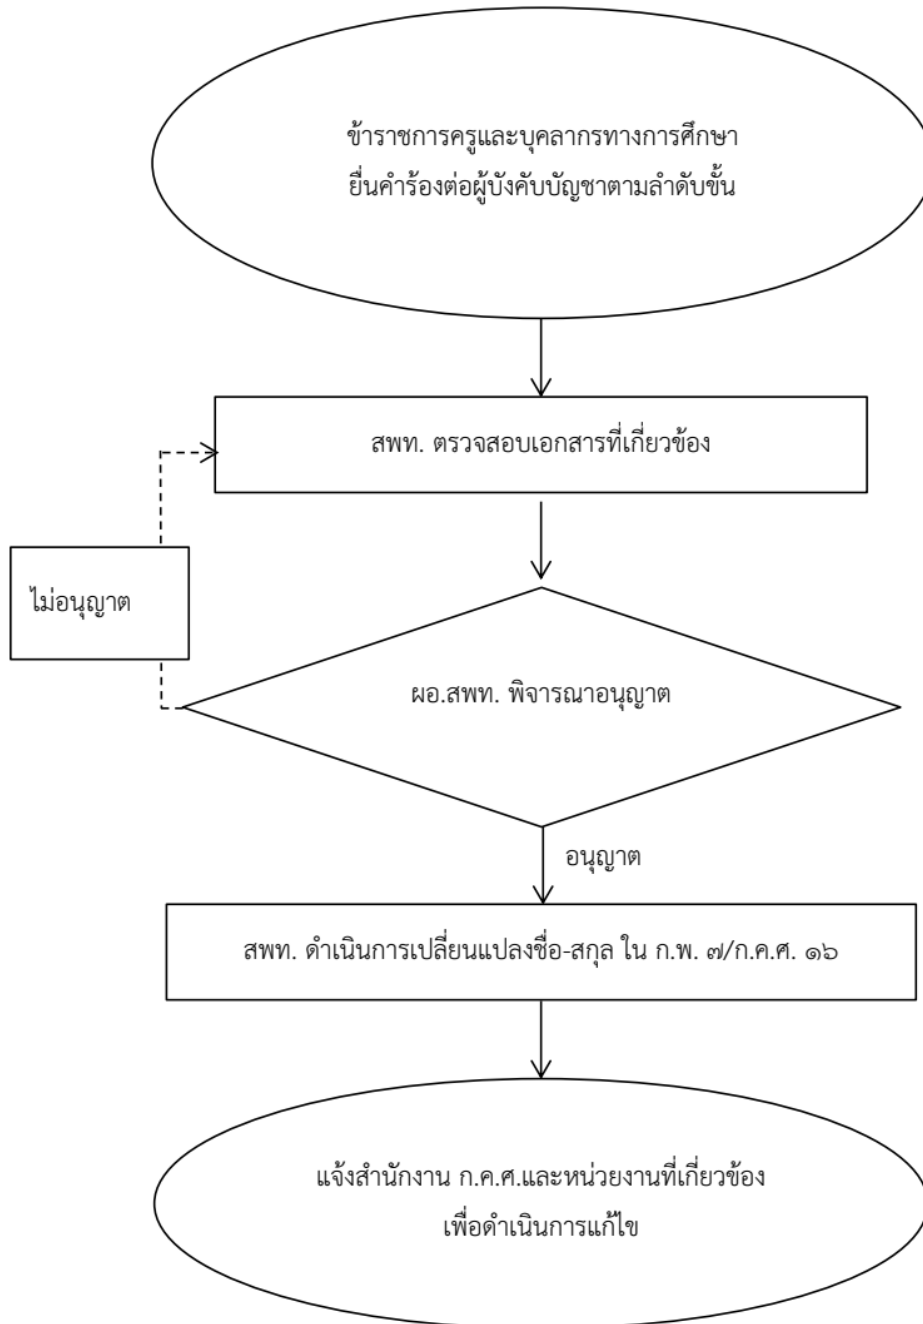 ข้าราชการครูและบุคลากรทางการศึกษา
ยื่นคำร้องต่อผู้บังคับบัญชาตามลำดับขั้น
สพท. ตรวจสอบเอกสารที่เกี่ยวข้อง
ไม่อนุญาต
ผอ.สพท. พิจารณาอนุญาต
อนุญาต
สพท. ดำเนินการเปลี่ยนแปลงชื่อ-สกุล ใน ก.พ. ๗/ก.ค.ศ. ๑๖
แจ้งสำนักงาน ก.ค.ศ.และหน่วยงานที่เกี่ยวข้อง
เพื่อดำเนินการแก้ไข